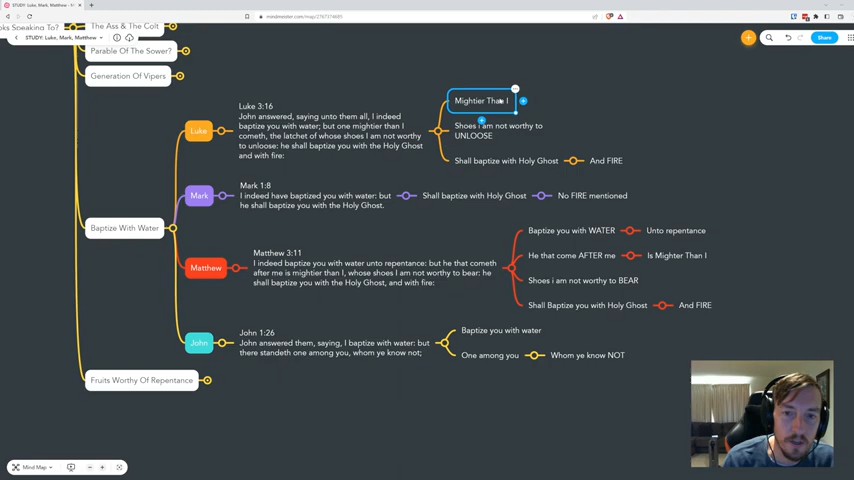 STUDY: Luke, Mark, Matthew - M
mindmeister.com/map/2767374685
oks Speaking To?
The Ass & The Colt
STUDY: Luke, Mark, Matthew
Share
Parable Of The Sower?
Generation Of Vipers
Luke
Luke 3:16
John answered, saying unto them all, I indeed
baptize you with water; but one mightier than I
cometh, the latchet of whose shoes I am not worthy
to unloose: he shall baptize you with the Holy Ghost
and with fire:
Mightier Than I
Shoes i am not worthy to
UNLOOSE
Shall baptize with Holy Ghost
And FIRE
Mark
Mark 1:8
I indeed have baptized you with water: but
he shall baptize you with the Holy Ghost.
Shall baptize with Holy Ghost
No FIRE mentioned
Baptize With Water
Matthew
Matthew 3:11
I indeed baptize you with water unto repentance: but he that cometh
after me is mightier than I, whose shoes I am not worthy to bear: he
shall baptize you with the Holy Ghost, and with fire:
Baptize you with WATER
Unto repentance
He that come AFTER me
Is Mighter Than I
Shoes i am not worthy to BEAR
Shall Baptize you with Holy Ghost
And FIRE
John
John 1:26
John answered them, saying, I baptize with water: but
there standeth one among you, whom ye know not;
Baptize you with water
One among you
Whom ye know NOT
Fruits Worthy Of Repentance
Mind Map